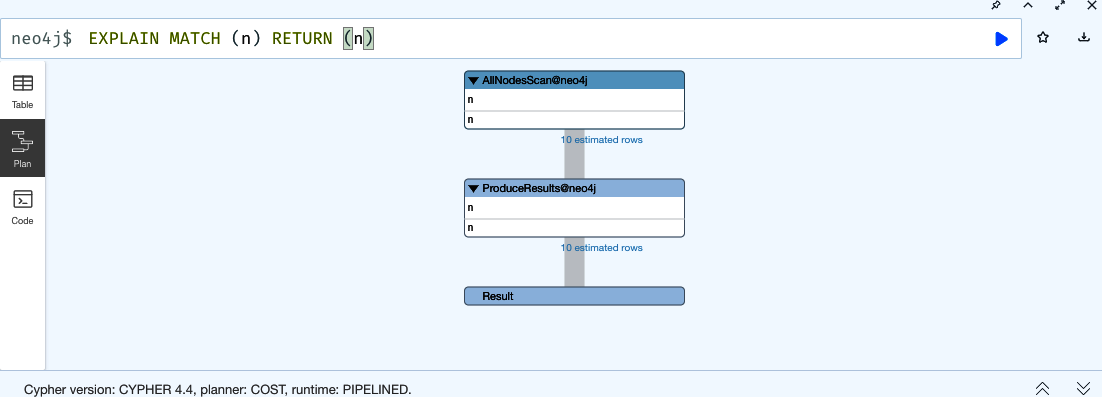 neo4j$ EXPLAIN MATCH (n) RETURN (n)
Table
Plan
Code
AllNodesScan@neo4j
n
n
10 estimated rows
ProduceResults@neo4j
n
n
10 estimated rows
Result
Cypher version: CYPHER 4.4, planner: COST, runtime: PIPELINED.